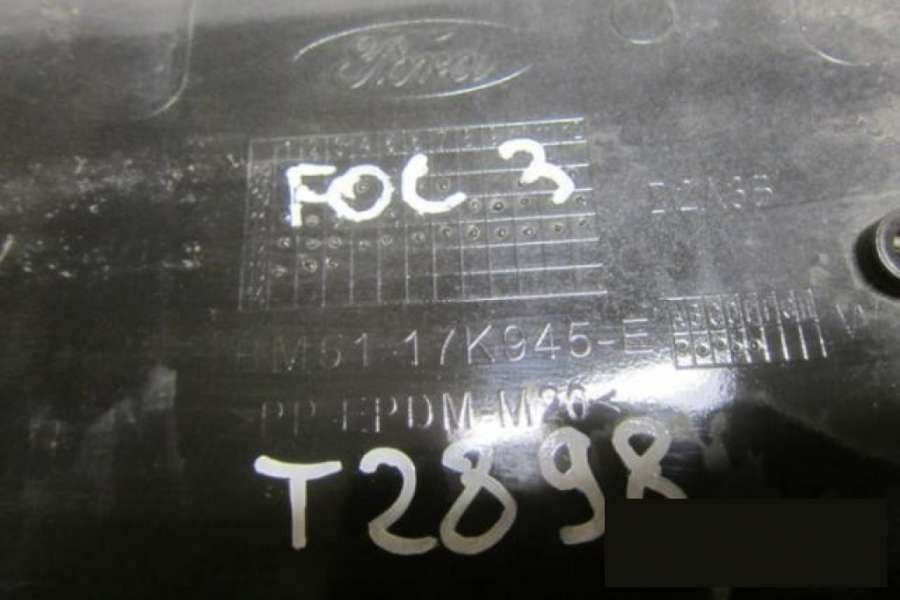 Ford
FOC 3
BM51-17K945-E
PP-EPDM-M20<
T2898